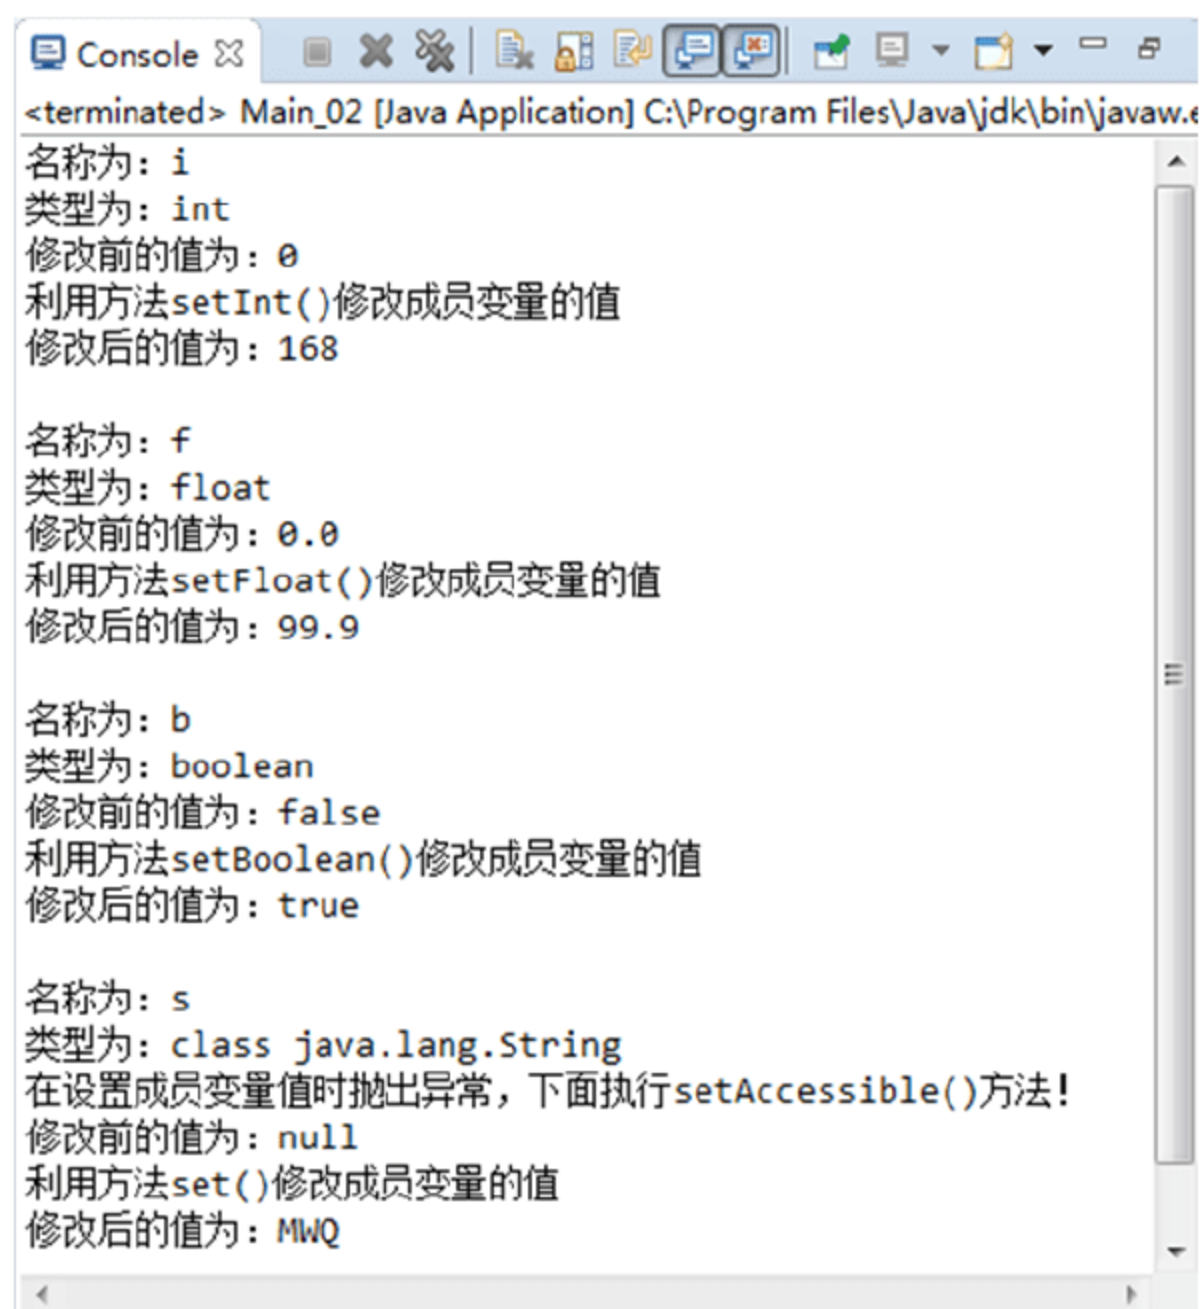 Console
<terminated> Main_02 [Java Application] C:\Program Files\Java\jdk\bin\javaw.e
名称为：i
类型为：int
修改前的值为：0
利用方法setInt()修改成员变量的值
修改后的值为：168
名称为：f
类型为：float
修改前的值为：0.0
利用方法setFloat()修改成员变量的值
修改后的值为：99.9
名称为：b
类型为：boolean
修改前的值为：false
利用方法setBoolean()修改成员变量的值
修改后的值为：true
名称为：s
类型为：class java.lang.String
在设置成员变量值时抛出异常，下面执行setAccessible()方法！
修改前的值为：null
利用方法set()修改成员变量的值
修改后的值为：MWQ